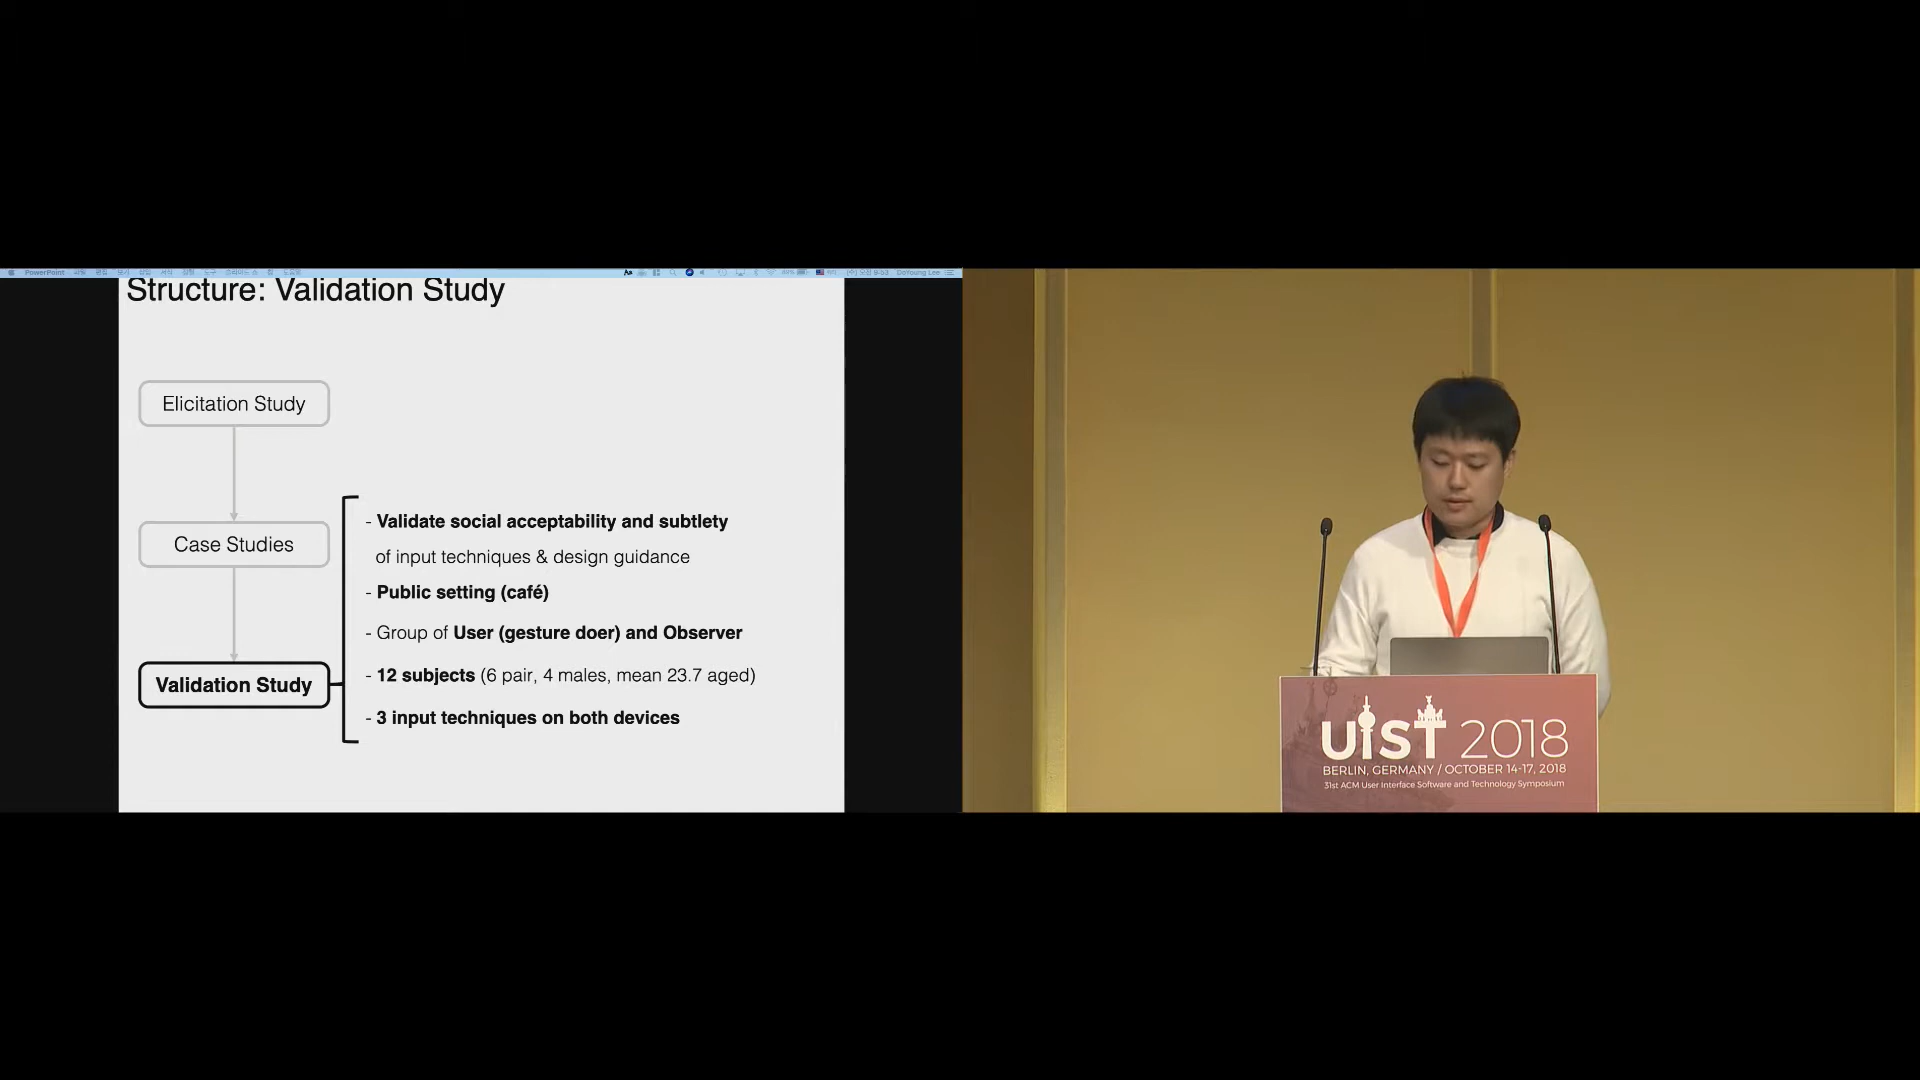 PowerPoint
DoYoung Lee
Structure: Validation Study
Elicitation Study
Case Studies
Validation Study
- Validate social acceptability and subtlety
of input techniques & design guidance
- Public setting (café)
- Group of User (gesture doer) and Observer
- 12 subjects (6 pair, 4 males, mean 23.7 aged)
- 3 input techniques on both devices
UIST 2018
BERLIN, GERMANY / OCTOBER 14-17, 2018
31st ACM User Interface Software and Technology Symposium